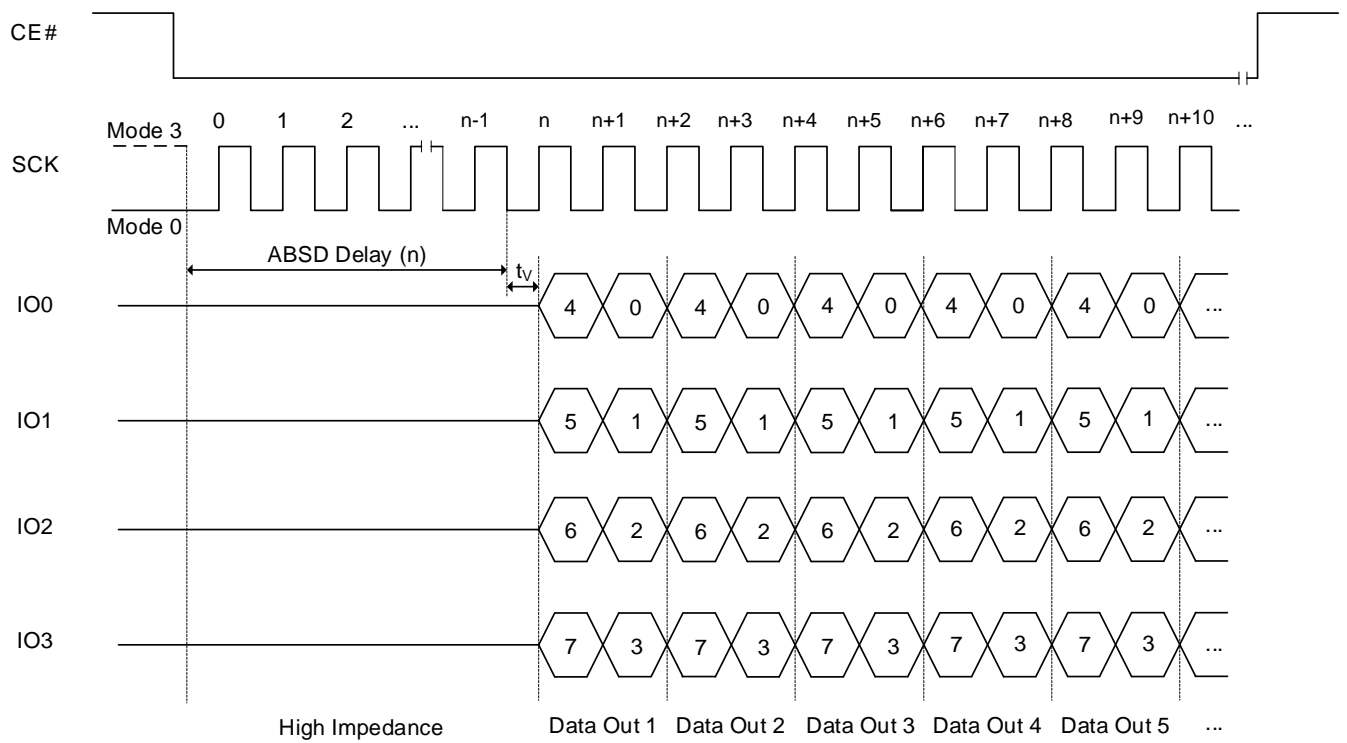 CE#
0 1 2 ... n-1 n n+1 n+2 n+3 n+4 n+5 n+6 n+7 n+8 n+9 n+10 ...
Mode 3
SCK
Mode 0
ABSD Delay (n)
tV
IO0 4 0 4 0 4 0 4 0 4 0 ...
IO1 5 1 5 1 5 1 5 1 5 1 ...
IO2 6 2 6 2 6 2 6 2 6 2 ...
IO3 7 3 7 3 7 3 7 3 7 3 ...
High Impedance Data Out 1 Data Out 2 Data Out 3 Data Out 4 Data Out 5 ...